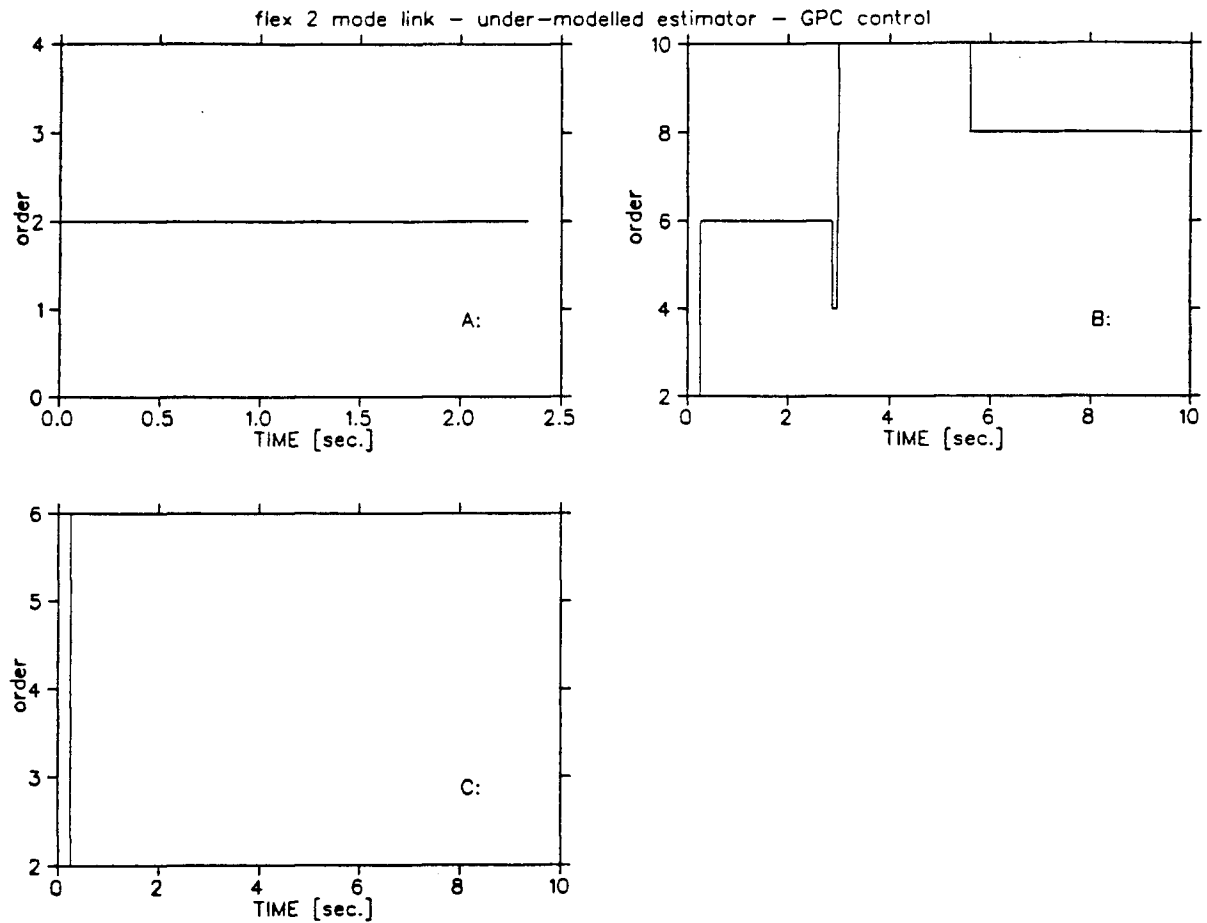 flex 2 mode link – under-modelled estimator – GPC control
4
3
2
1
0
order
A:
0.0 0.5 1.0 1.5 2.0 2.5
TIME [sec.]
10
8
6
4
2
order
B:
0 2 4 6 8 10
TIME [sec.]
6
5
4
3
2
order
C:
0 2 4 6 8 10
TIME [sec.]